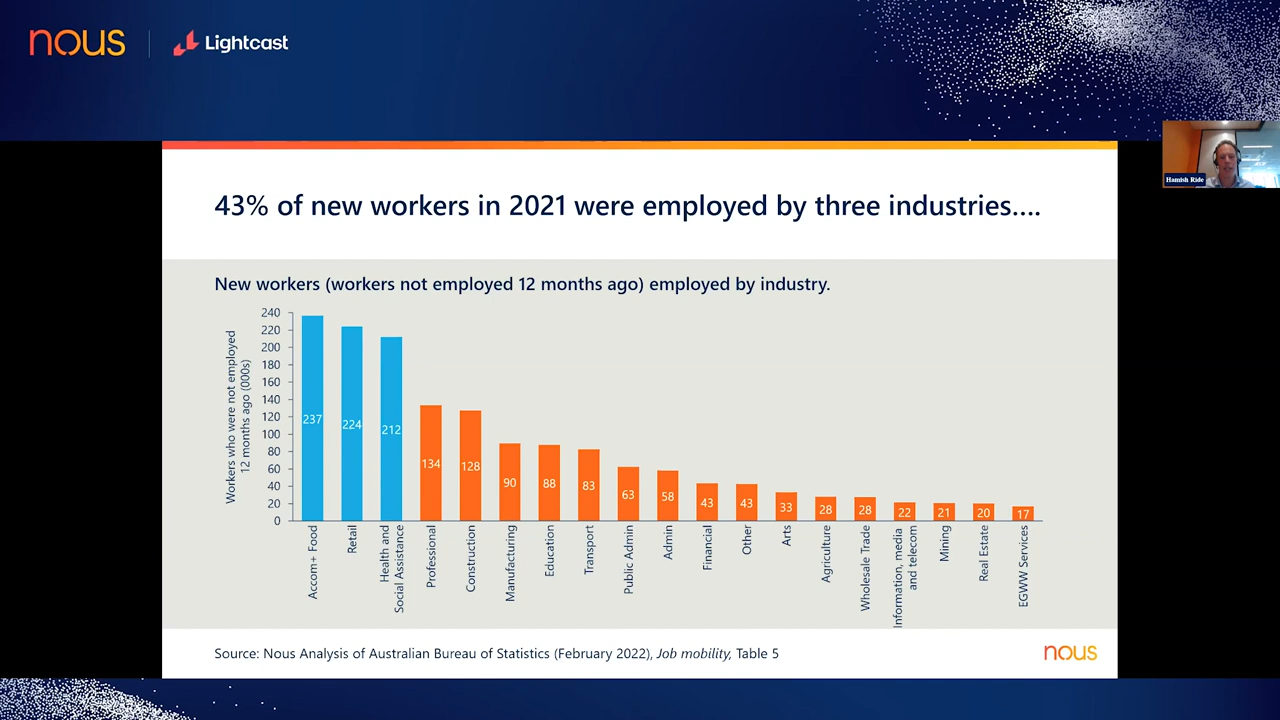 nous
Lightcast
Hamish Ride
43% of new workers in 2021 were employed by three industries....
New workers (workers not employed 12 months ago) employed by industry.
Workers who were not employed
12 months ago (000s)
240
220
200
180
160
140
120
100
80
60
40
20
0
237
224
212
134
128
90
88
83
63
58
43
43
33
28
28
22
21
20
17
Accom+ Food
Retail
Health and
Social Assistance
Professional
Construction
Manufacturing
Education
Transport
Public Admin
Admin
Financial
Other
Arts
Agriculture
Wholesale Trade
Information, media
and telecom
Mining
Real Estate
EGWW Services
Source: Nous Analysis of Australian Bureau of Statistics (February 2022), Job mobility, Table 5
nous